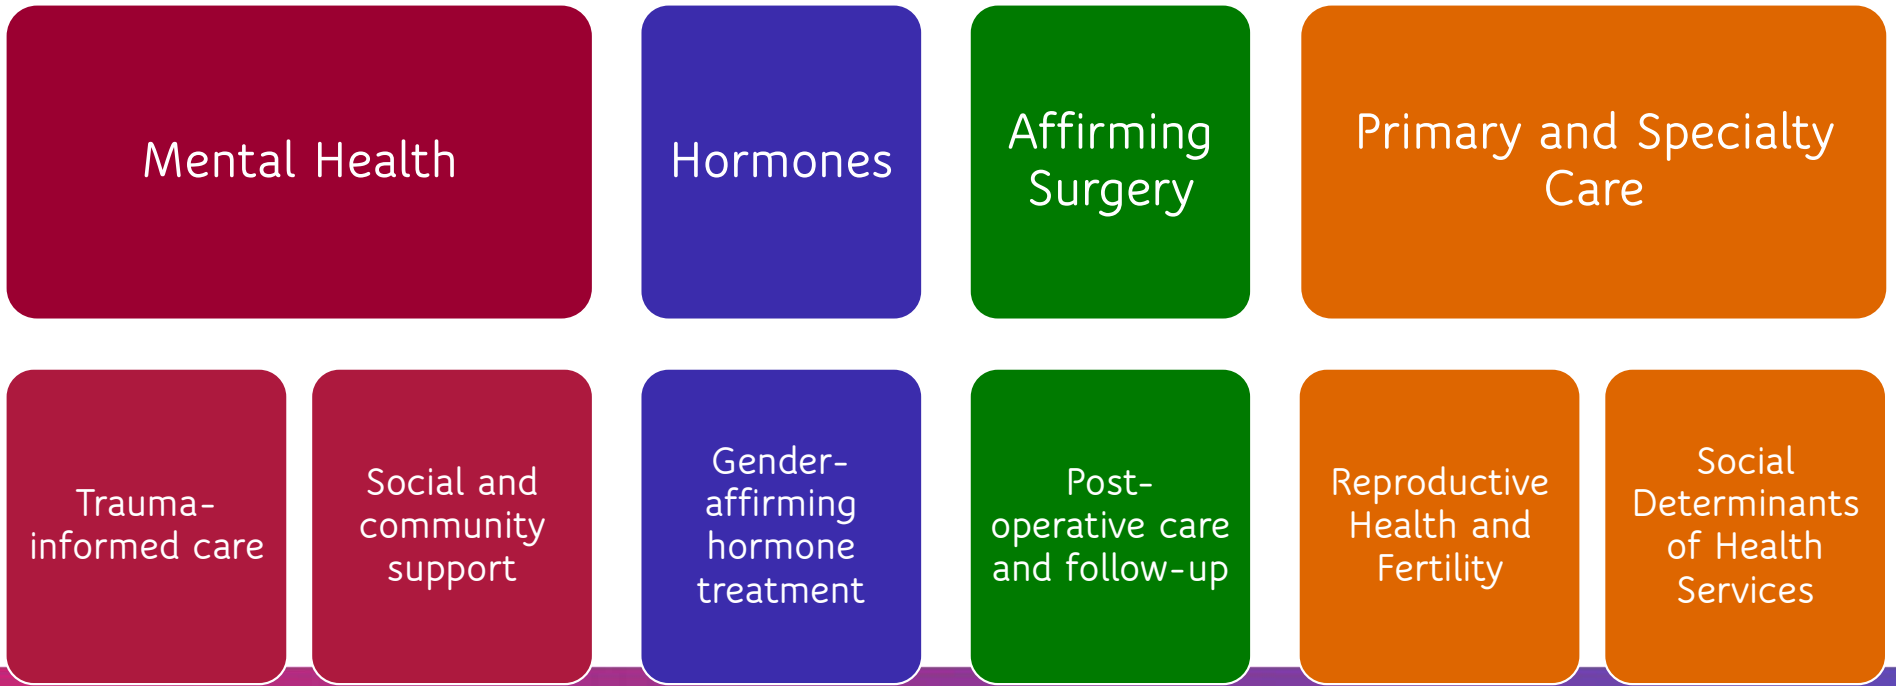 Mental Health
Hormones
Affirming
Surgery
Primary and Specialty
Care
Trauma-
informed care
Social and
community
support
Gender-
affirming
hormone
treatment
Post-
operative care
and follow-up
Reproductive
Health and
Fertility
Social
Determinants
of Health
Services